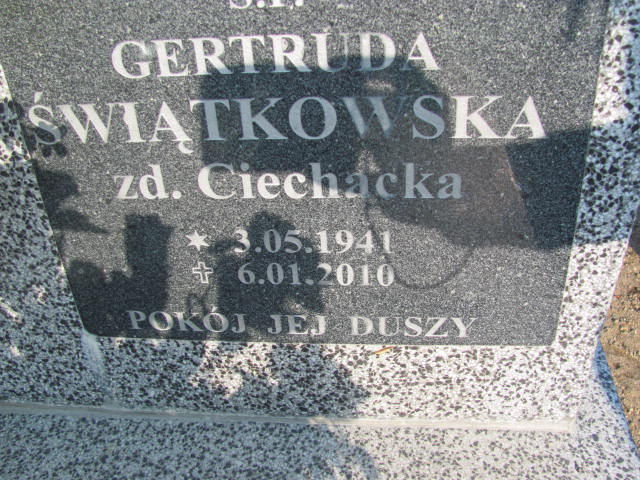 Ś.P.
GERTRUDA
ŚWIĄTKOWSKA
zd. Ciechacka
* 3.05.1941
✝ 6.01.2010
POKÓJ JEJ DUSZY